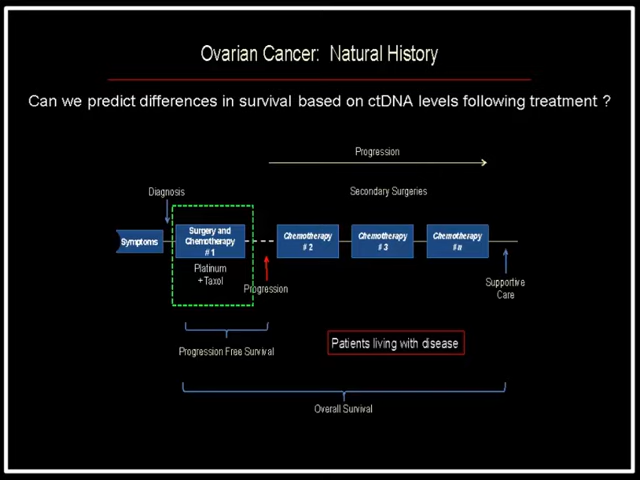 Ovarian Cancer: Natural History
Can we predict differences in survival based on ctDNA levels following treatment ?
Progression
Diagnosis
Secondary Surgeries
Symptoms
Surgery and
Chemotherapy
# 1
Chemotherapy
# 2
Chemotherapy
# 3
Chemotherapy
# n
Platinum
+Taxol
Progression
Supportive
Care
Progression Free Survival
Patients living with disease
Overall Survival